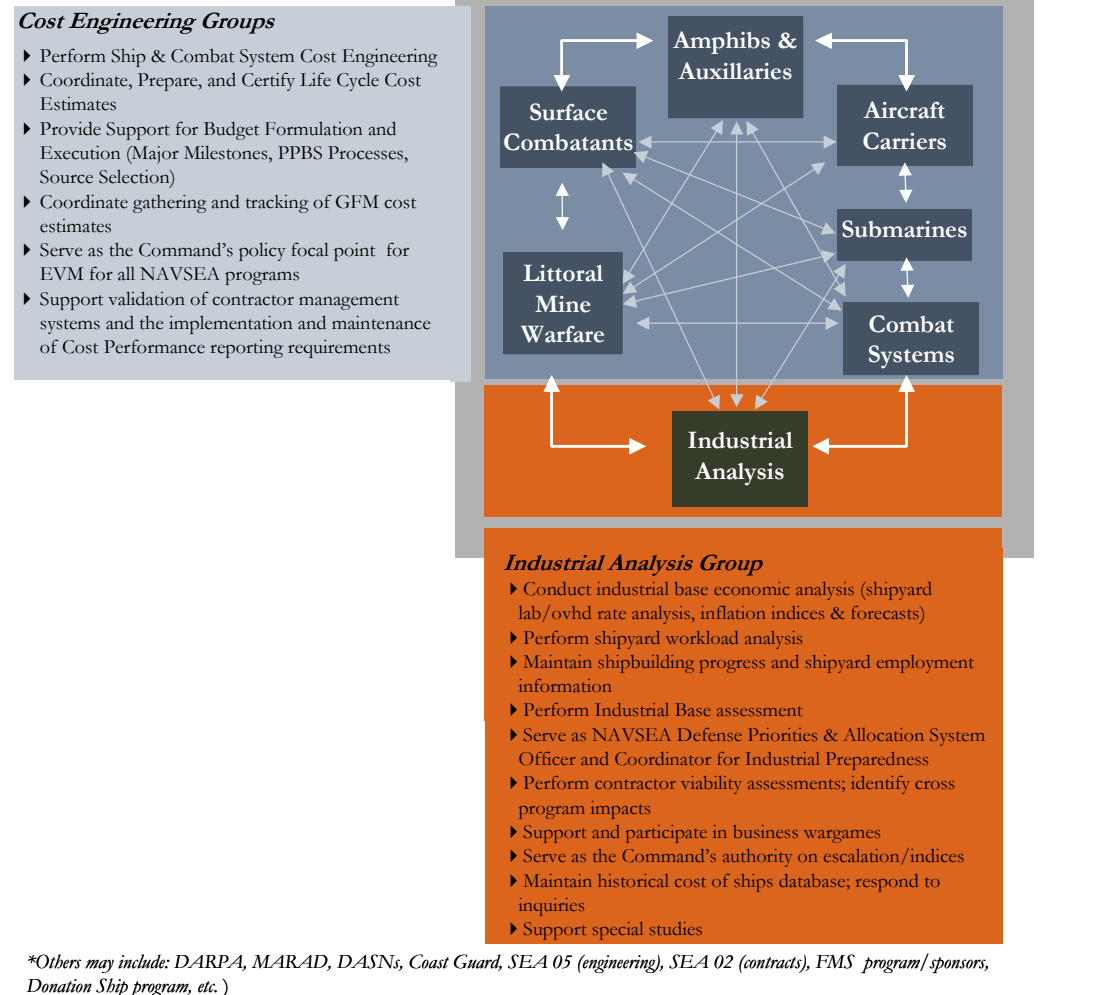 Cost Engineering Groups
Perform Ship & Combat System Cost Engineering
Coordinate, Prepare, and Certify Life Cycle Cost
Estimates
Provide Support for Budget Formulation and
Execution (Major Milestones, PPBS Processes,
Source Selection)
Coordinate gathering and tracking of GFM cost
estimates
Serve as the Command's policy focal point for
EVM for all NAVSEA programs
Support validation of contractor management
systems and the implementation and maintenance
of Cost Performance reporting requirements
Amphibs &
Auxillaries
Surface
Combatants
Aircraft
Carriers
Submarines
Littoral
Mine
Warfare
Combat
Systems
Industrial
Analysis
Industrial Analysis Group
Conduct industrial base economic analysis (shipyard
lab/ovhd rate analysis, inflation indices & forecasts)
Perform shipyard workload analysis
Maintain shipbuilding progress and shipyard employment
information
Perform Industrial Base assessment
Serve as NAVSEA Defense Priorities & Allocation System
Officer and Coordinator for Industrial Preparedness
Perform contractor viability assessments; identify cross
program impacts
Support and participate in business wargames
Serve as the Command's authority on escalation/indices
Maintain historical cost of ships database; respond to
inquiries
Support special studies
*Others may include: DARPA, MARAD, DASNs, Coast Guard, SEA 05 (engineering), SEA 02 (contracts), FMS program/sponsors,
Donation Ship program, etc. )